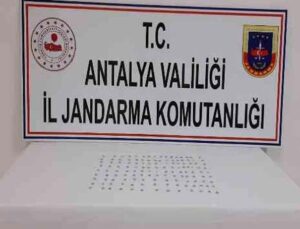 T.C.
ANTALYA VALİLİĞİ
İL JANDARMA KOMUTANLIĞI